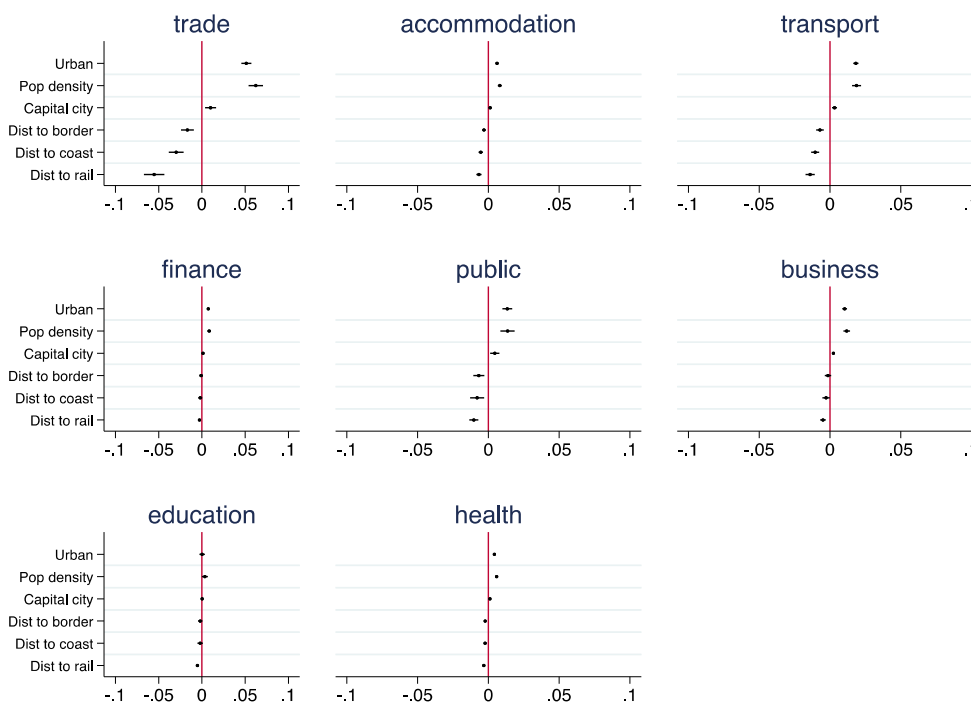 trade
accommodation
transport
Urban
Pop density
Capital city
Dist to border
Dist to coast
Dist to rail
-.1 -.05 0 .05 .1
-.1 -.05 0 .05 .1
-.1 -.05 0 .05 .1
finance
public
business
Urban
Pop density
Capital city
Dist to border
Dist to coast
Dist to rail
-.1 -.05 0 .05 .1
-.1 -.05 0 .05 .1
-.1 -.05 0 .05 .1
education
health
Urban
Pop density
Capital city
Dist to border
Dist to coast
Dist to rail
-.1 -.05 0 .05 .1
-.1 -.05 0 .05 .1